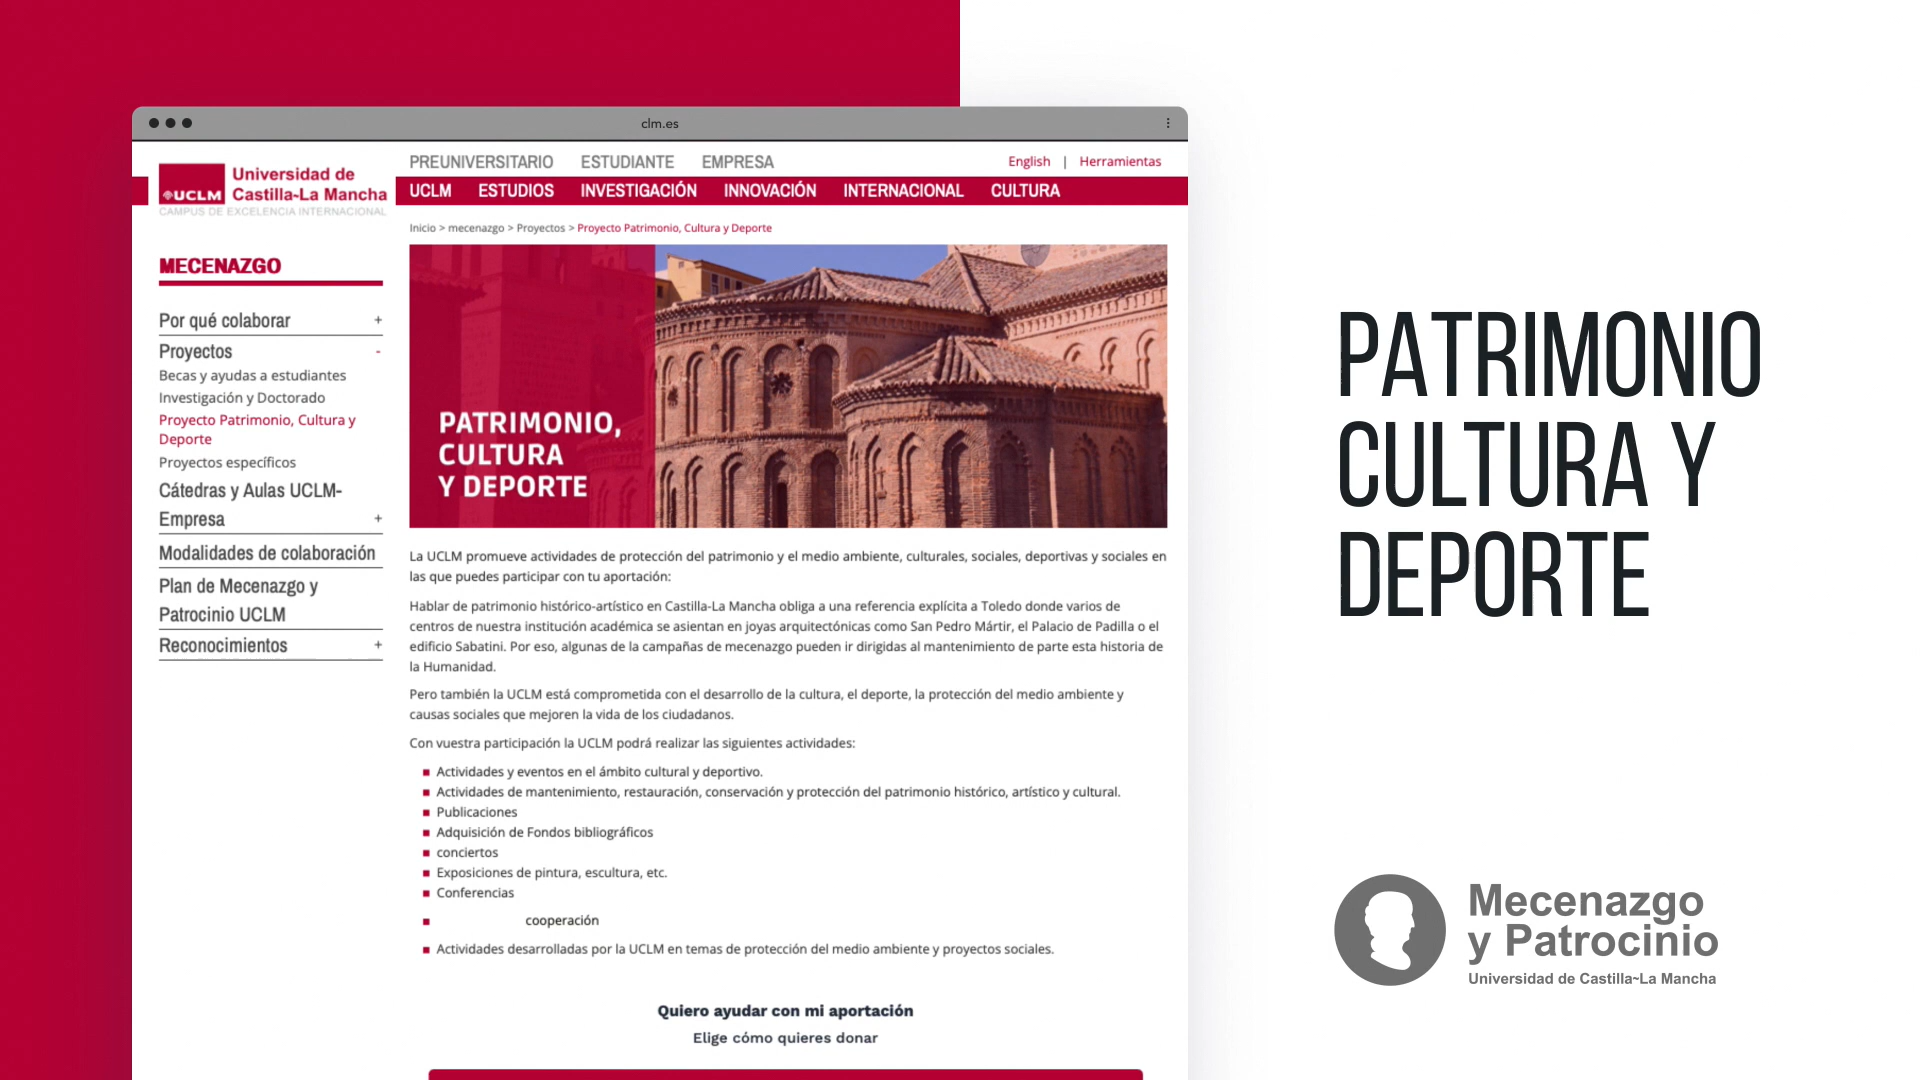 clm.es
PREUNIVERSITARIO ESTUDIANTE EMPRESA
English | Herramientas
UCLM
Universidad de
Castilla-La Mancha
CAMPUS DE EXCELENCIA INTERNACIONAL
UCLM ESTUDIOS INVESTIGACIÓN INNOVACIÓN INTERNACIONAL CULTURA
Inicio > mecenazgo > Proyectos > Proyecto Patrimonio, Cultura y Deporte
MECENAZGO
Por qué colaborar +
Proyectos -
Becas y ayudas a estudiantes
Investigación y Doctorado
Proyecto Patrimonio, Cultura y
Deporte
Proyectos específicos
Cátedras y Aulas UCLM-
Empresa +
Modalidades de colaboración
Plan de Mecenazgo y
Patrocinio UCLM
Reconocimientos +
PATRIMONIO,
CULTURA
Y DEPORTE
La UCLM promueve actividades de protección del patrimonio y el medio ambiente, culturales, sociales, deportivas y sociales en
las que puedes participar con tu aportación:
Hablar de patrimonio histórico-artístico en Castilla-La Mancha obliga a una referencia explícita a Toledo donde varios de
centros de nuestra institución académica se asientan en joyas arquitectónicas como San Pedro Mártir, el Palacio de Padilla o el
edificio Sabatini. Por eso, algunas de la campañas de mecenazgo pueden ir dirigidas al mantenimiento de parte esta historia de
la Humanidad.
Pero también la UCLM está comprometida con el desarrollo de la cultura, el deporte, la protección del medio ambiente y
causas sociales que mejoren la vida de los ciudadanos.
Con vuestra participación la UCLM podrá realizar las siguientes actividades:
Actividades y eventos en el ámbito cultural y deportivo.
Actividades de mantenimiento, restauración, conservación y protección del patrimonio histórico, artístico y cultural.
Publicaciones
Adquisición de Fondos bibliográficos
conciertos
Exposiciones de pintura, escultura, etc.
Conferencias
cooperación
Actividades desarrolladas por la UCLM en temas de protección del medio ambiente y proyectos sociales.
Quiero ayudar con mi aportación
Elige cómo quieres donar
PATRIMONIO
CULTURA Y
DEPORTE
Mecenazgo
y Patrocinio
Universidad de Castilla~La Mancha